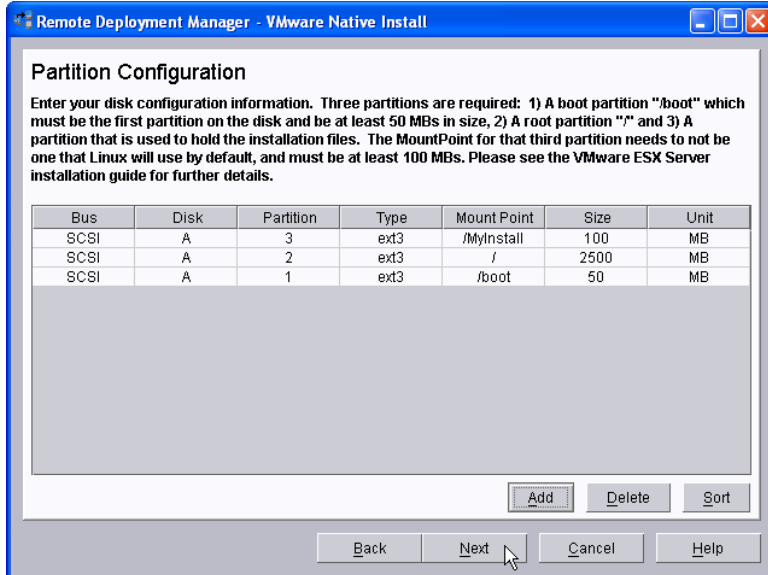 Remote Deployment Manager - VMware Native Install
Partition Configuration
Enter your disk configuration information. Three partitions are required: 1) A boot partition "/boot" which
must be the first partition on the disk and be at least 50 MBs in size, 2) A root partition "/" and 3) A
partition that is used to hold the installation files. The MountPoint for that third partition needs to not be
one that Linux will use by default, and must be at least 100 MBs. Please see the VMware ESX Server
installation guide for further details.
Bus Disk Partition Type Mount Point Size Unit
SCSI A 3 ext3 /MyInstall 100 MB
SCSI A 2 ext3 / 2500 MB
SCSI A 1 ext3 /boot 50 MB
Add Delete Sort
Back Next Cancel Help